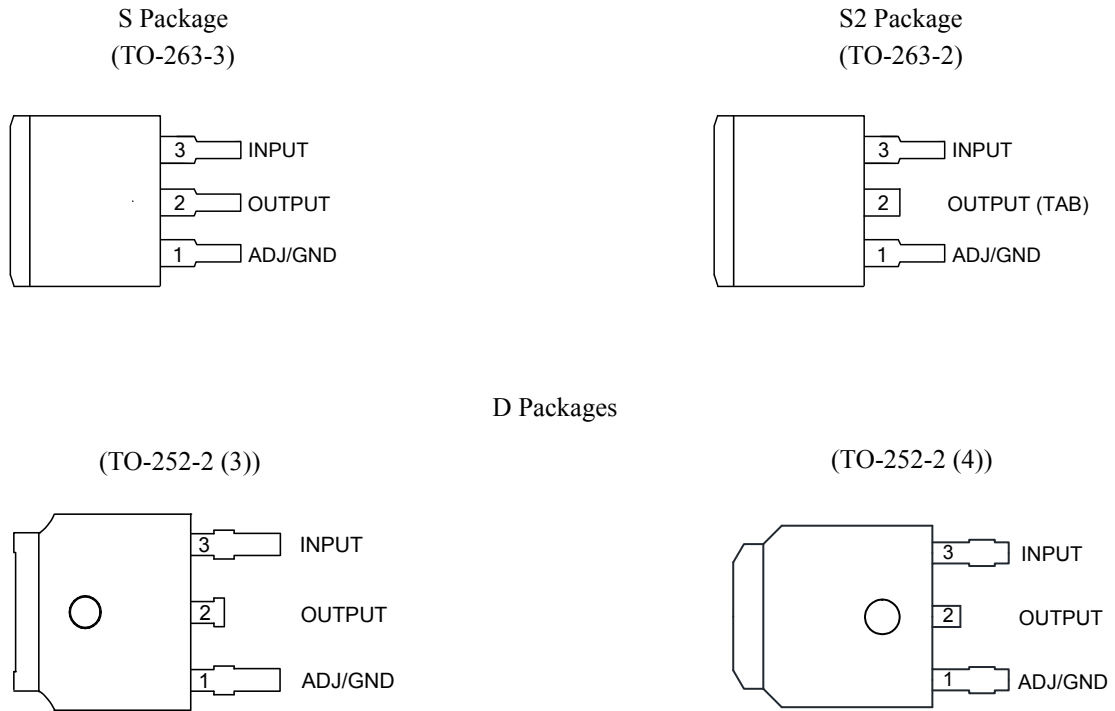 S Package
(TO-263-3)
3 INPUT
2 OUTPUT
1 ADJ/GND
S2 Package
(TO-263-2)
3 INPUT
2 OUTPUT (TAB)
1 ADJ/GND
D Packages
(TO-252-2 (3))
3 INPUT
2 OUTPUT
1 ADJ/GND
(TO-252-2 (4))
3 INPUT
2 OUTPUT
1 ADJ/GND